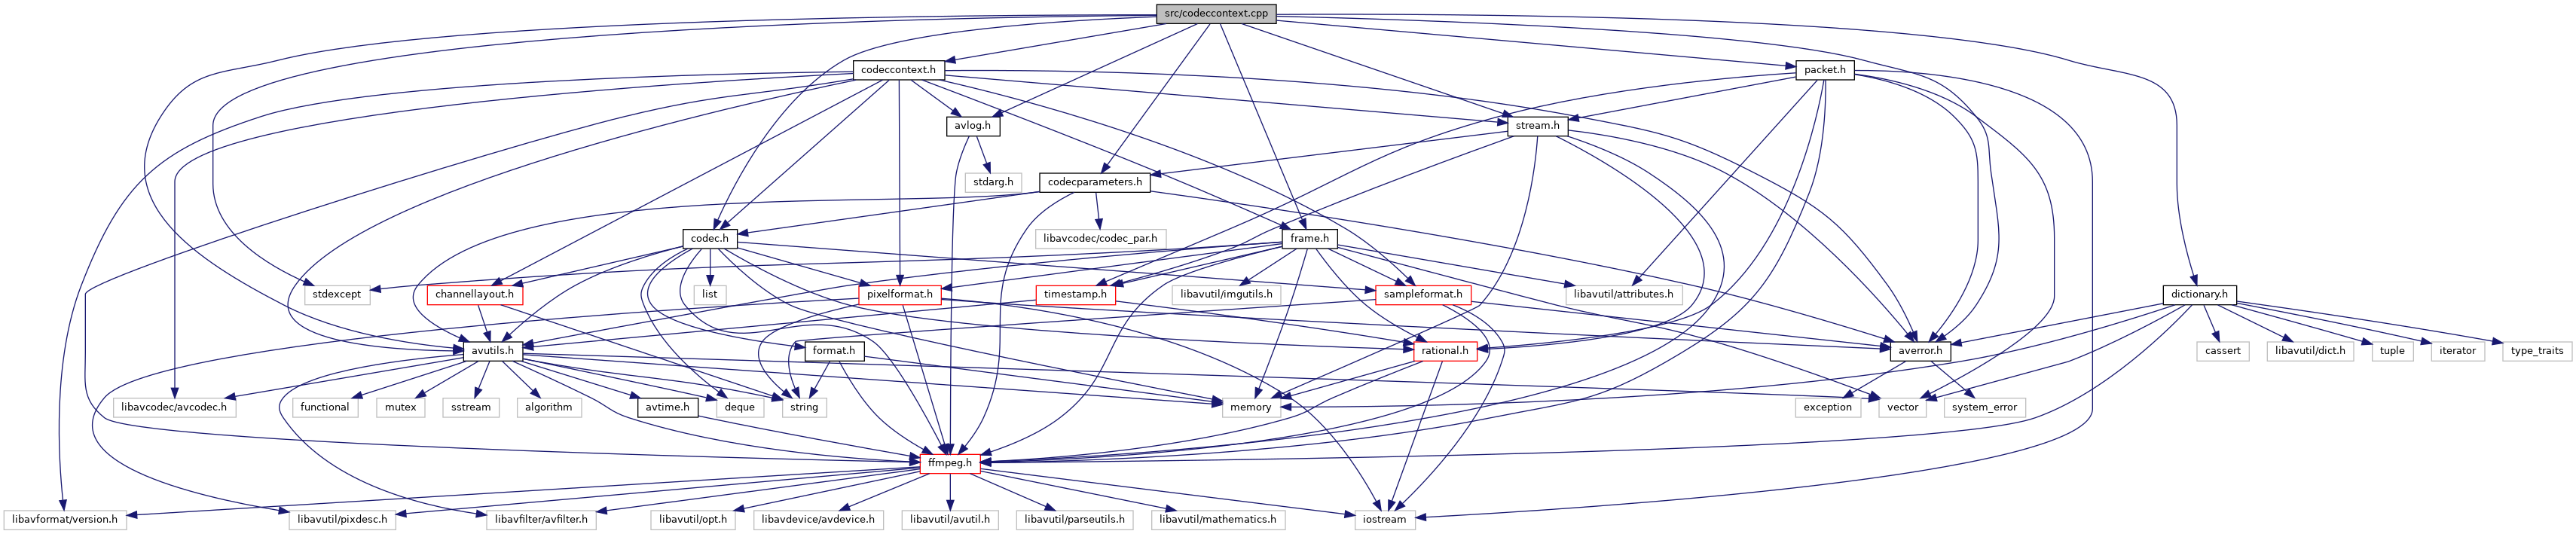 src/codeccontext.cpp
codeccontext.h
packet.h
avlog.h
stream.h
stdarg.h
codecparameters.h
codec.h
libavcodec/codec_par.h
frame.h
stdexcept
channellayout.h
list
pixelformat.h
timestamp.h
libavutil/imgutils.h
sampleformat.h
libavutil/attributes.h
dictionary.h
avutils.h
format.h
rational.h
averror.h
cassert
libavutil/dict.h
tuple
iterator
type_traits
libavcodec/avcodec.h
functional
mutex
sstream
algorithm
avtime.h
deque
string
memory
exception
vector
system_error
ffmpeg.h
libavformat/version.h
libavutil/pixdesc.h
libavfilter/avfilter.h
libavutil/opt.h
libavdevice/avdevice.h
libavutil/avutil.h
libavutil/parseutils.h
libavutil/mathematics.h
iostream